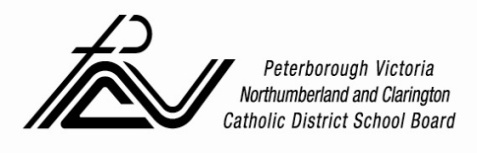 Peterborough Victoria
Northumberland and Clarington
Catholic District School Board